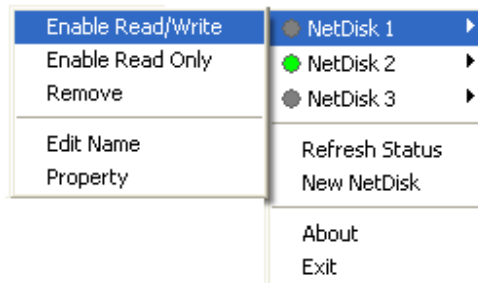 Enable Read/Write
Enable Read Only
Remove
Edit Name
Property
NetDisk 1
NetDisk 2
NetDisk 3
Refresh Status
New NetDisk
About
Exit